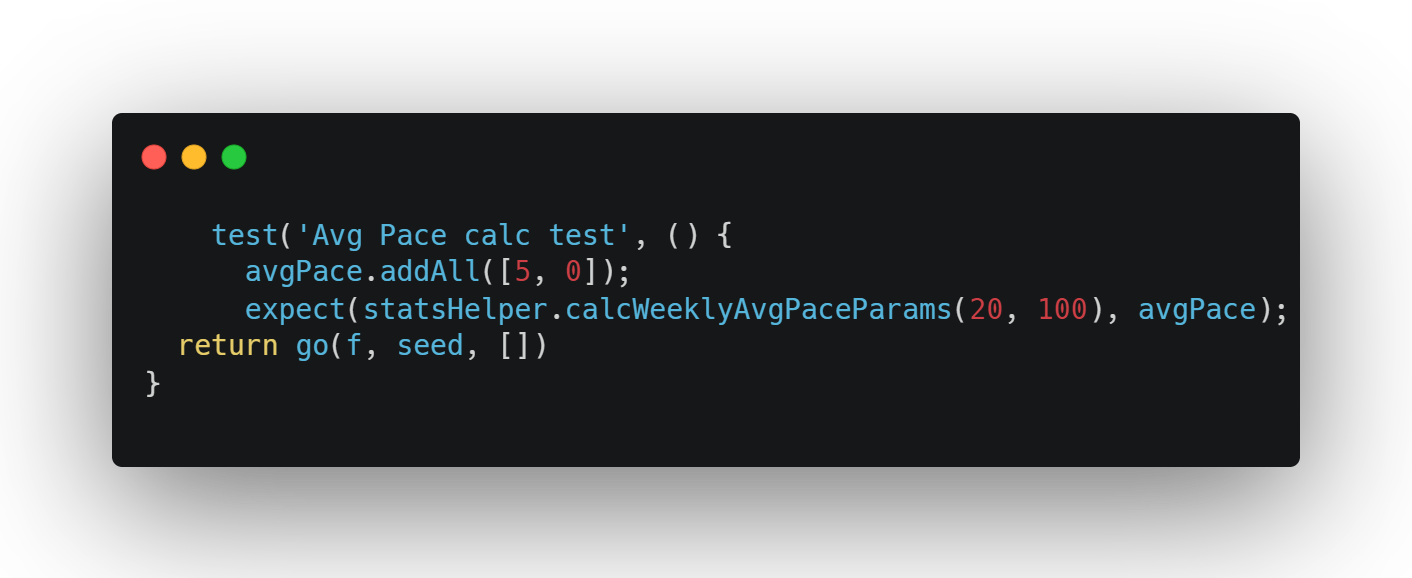 test('Avg Pace calc test', () {
avgPace.addAll([5, 0]);
expect(statsHelper.calcWeeklyAvgPaceParams(20, 100), avgPace);
return go(f, seed, [])
}